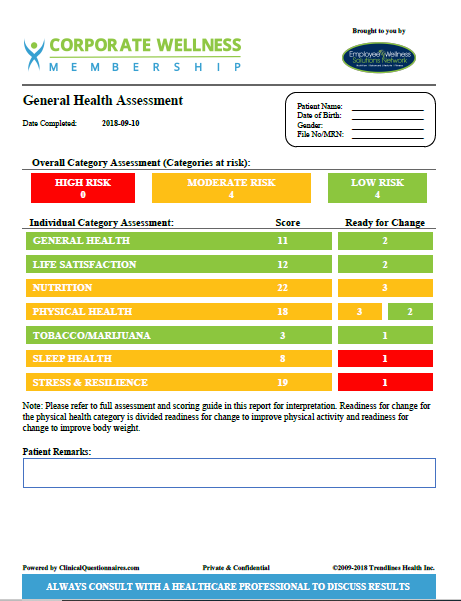 Brought to you by
CORPORATE WELLNESS
MEMBERSHIP
Employee Wellness
Solutions Network
General Health Assessment
Date Completed: 2018-09-10
Patient Name:
Date of Birth:
Gender:
File No/MRN:
Overall Category Assessment (Categories at risk):
HIGH RISK MODERATE RISK LOW RISK
0 4 4
Individual Category Assessment: Score Ready for Change
GENERAL HEALTH 11 2
LIFE SATISFACTION 12 2
NUTRITION 22 3
PHYSICAL HEALTH 18 3 2
TOBACCO/MARIJUANA 3 1
SLEEP HEALTH 8 1
STRESS & RESILIENCE 19 1
Note: Please refer to full assessment and scoring guide in this report for interpretation. Readiness for change for
the physical health category is divided readiness for change to improve physical activity and readiness for
change to improve body weight.
Patient Remarks:
Powered by ClinicalQuestionnaires.com Private & Confidential ©2009-2018 Trendlines Health Inc.
ALWAYS CONSULT WITH A HEALTHCARE PROFESSIONAL TO DISCUSS RESULTS